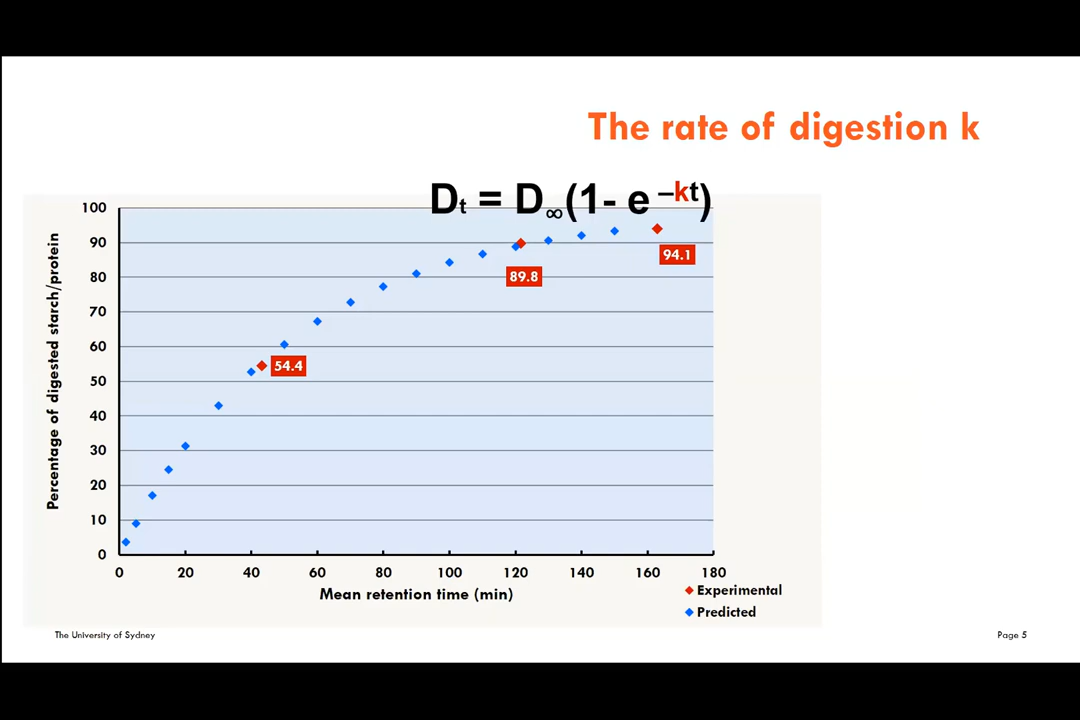 The rate of digestion k
Dt = D∞(1- e –kt)
Percentage of digested starch/protein
100
90
80
70
60
50
40
30
20
10
0
54.4
89.8
94.1
0 20 40 60 80 100 120 140 160 180
Mean retention time (min)
Experimental
Predicted
The University of Sydney
Page 5